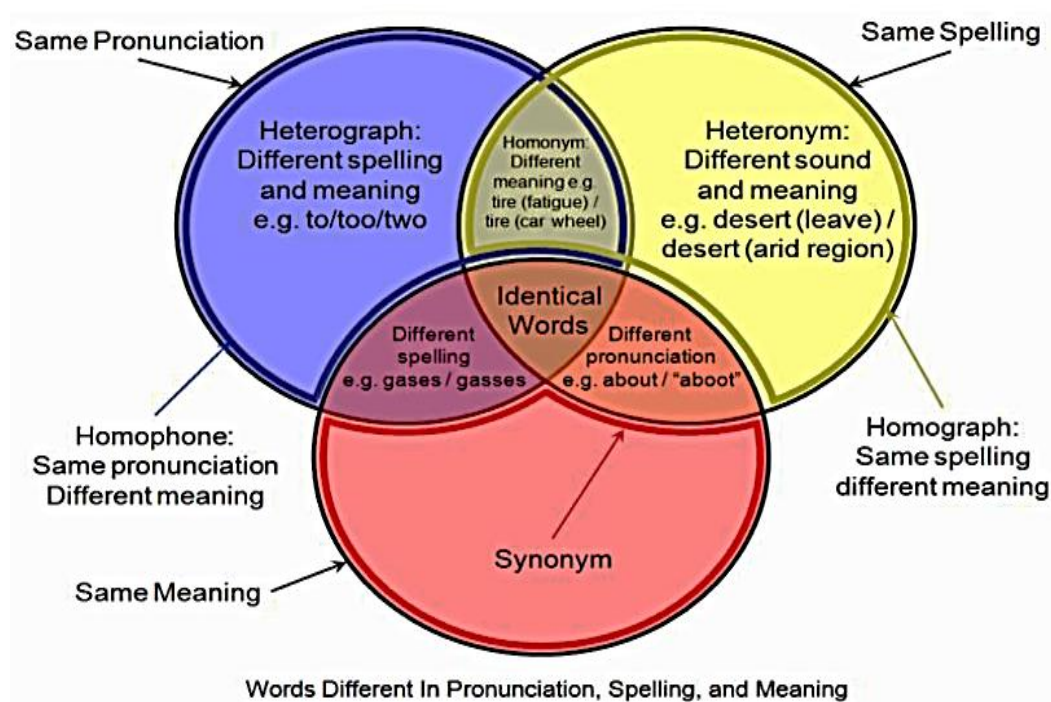 Same Pronunciation
Same Spelling
Heterograph:
Different spelling
and meaning
e.g. to/too/two
Homonym:
Different
meaning e.g.
tire (fatigue) /
tire (car wheel)
Heteronym:
Different sound
and meaning
e.g. desert (leave) /
desert (arid region)
Identical
Words
Different
spelling
e.g. gases / gasses
Different
pronunciation
e.g. about / "aboot"
Homophone:
Same pronunciation
Different meaning
Homograph:
Same spelling
different meaning
Synonym
Same Meaning
Words Different In Pronunciation, Spelling, and Meaning